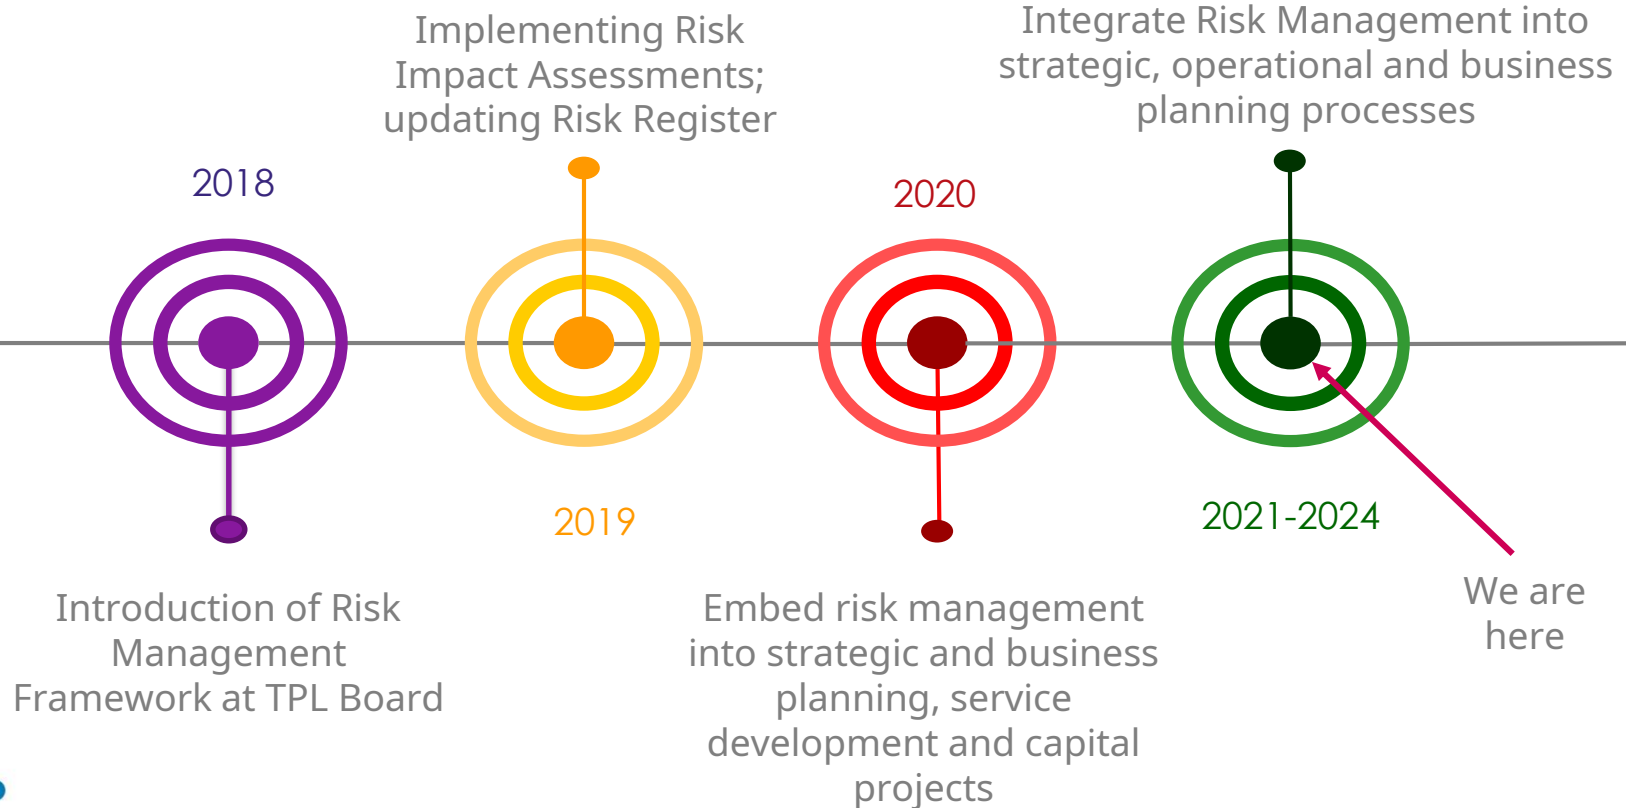 2018
Introduction of Risk
Management
Framework at TPL Board
Implementing Risk
Impact Assessments;
updating Risk Register
2019
2020
Embed risk management
into strategic and business
planning, service
development and capital
projects
Integrate Risk Management into
strategic, operational and business
planning processes
2021-2024
We are
here